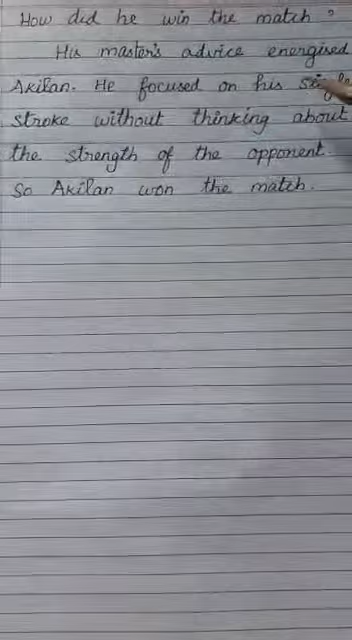 How did he win the match ?
His master's advice energised
Akilan. He focused on his single
stroke without thinking about
the strength of the opponent.
So Akilan won the match.